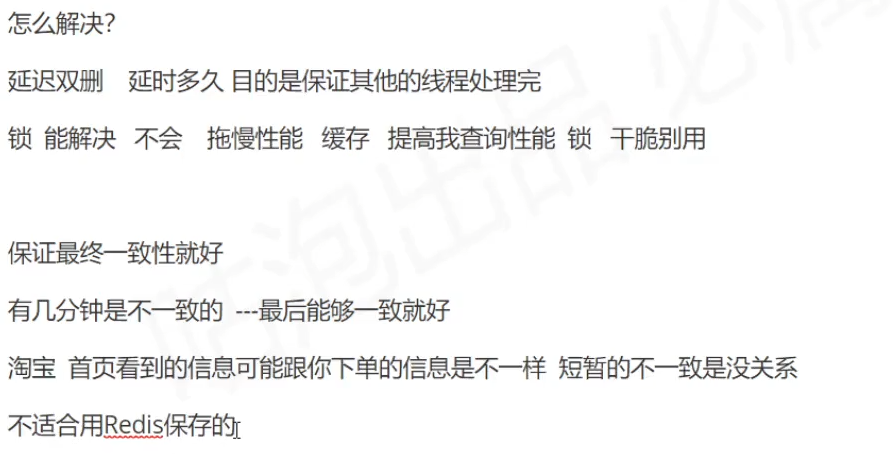 怎么解决?
延迟双删 延时多久 目的是保证其他的线程处理完
锁 能解决 不会 拖慢性能 缓存 提高我查询性能 锁 干脆别用
保证最终一致性就好
有几分钟是不一致的 ---最后能够一致就好
淘宝 首页看到的信息可能跟你下单的信息是不一样 短暂的不一致是没关系
不适合用Redis保存的